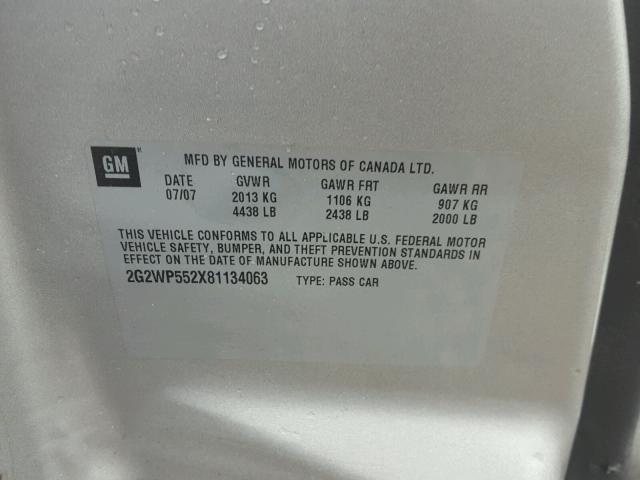 GM
MFD BY GENERAL MOTORS OF CANADA LTD.
DATE GVWR GAWR FRT GAWR RR
07/07 2013 KG 1106 KG 907 KG
4438 LB 2438 LB 2000 LB
THIS VEHICLE CONFORMS TO ALL APPLICABLE U.S. FEDERAL MOTOR
VEHICLE SAFETY, BUMPER, AND THEFT PREVENTION STANDARDS IN
EFFECT ON THE DATE OF MANUFACTURE SHOWN ABOVE.
2G2WP552X81134063 TYPE: PASS CAR